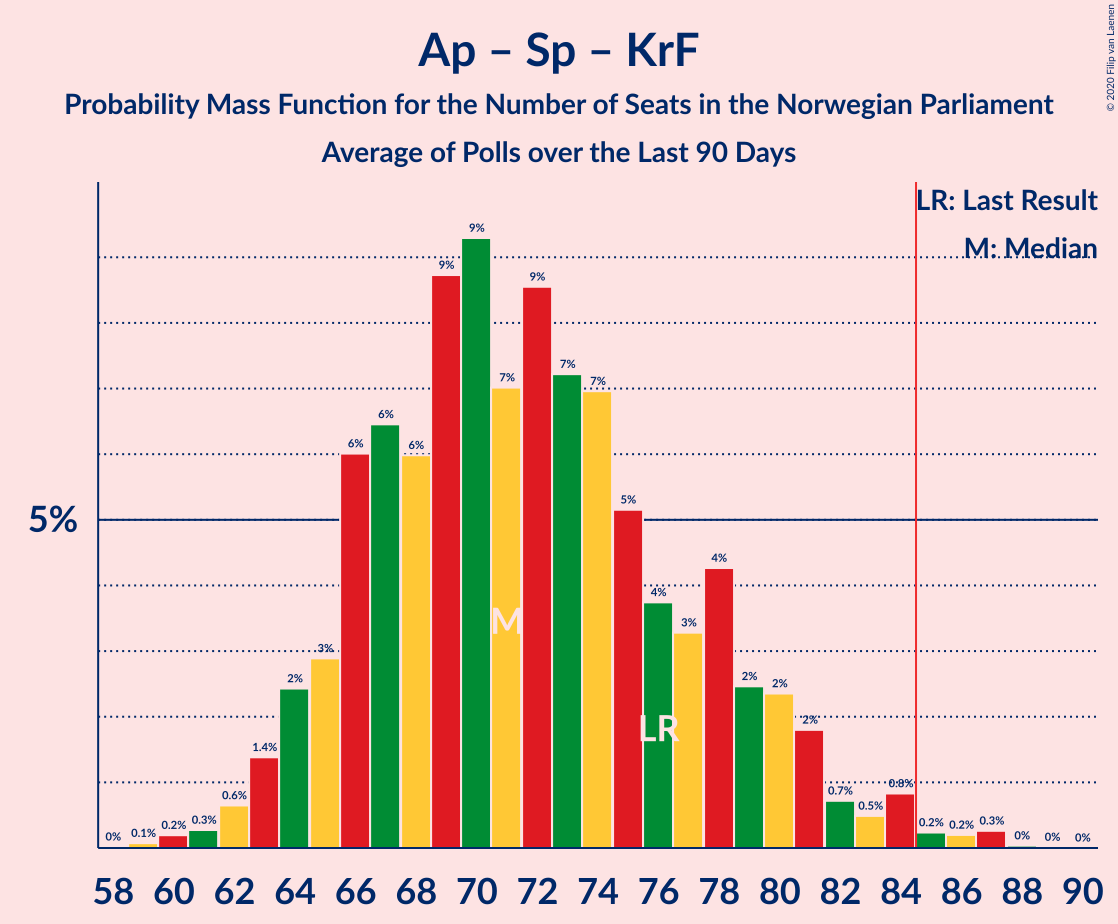 Ap – Sp – KrF
Probability Mass Function for the Number of Seats in the Norwegian Parliament
Average of Polls over the Last 90 Days
© 2020 Filip van Laenen
LR: Last Result
M: Median
5%
0% 0.1% 0.2% 0.3% 0.6% 1.4% 2% 3% 6% 6% 6% 9% 9% 7% 9% 7% 7% 5% 4% 3% 4% 2% 2% 2% 0.7% 0.5% 0.8% 0.2% 0.2% 0.3% 0% 0% 0%
M
LR
58 60 62 64 66 68 70 72 74 76 78 80 82 84 86 88 90